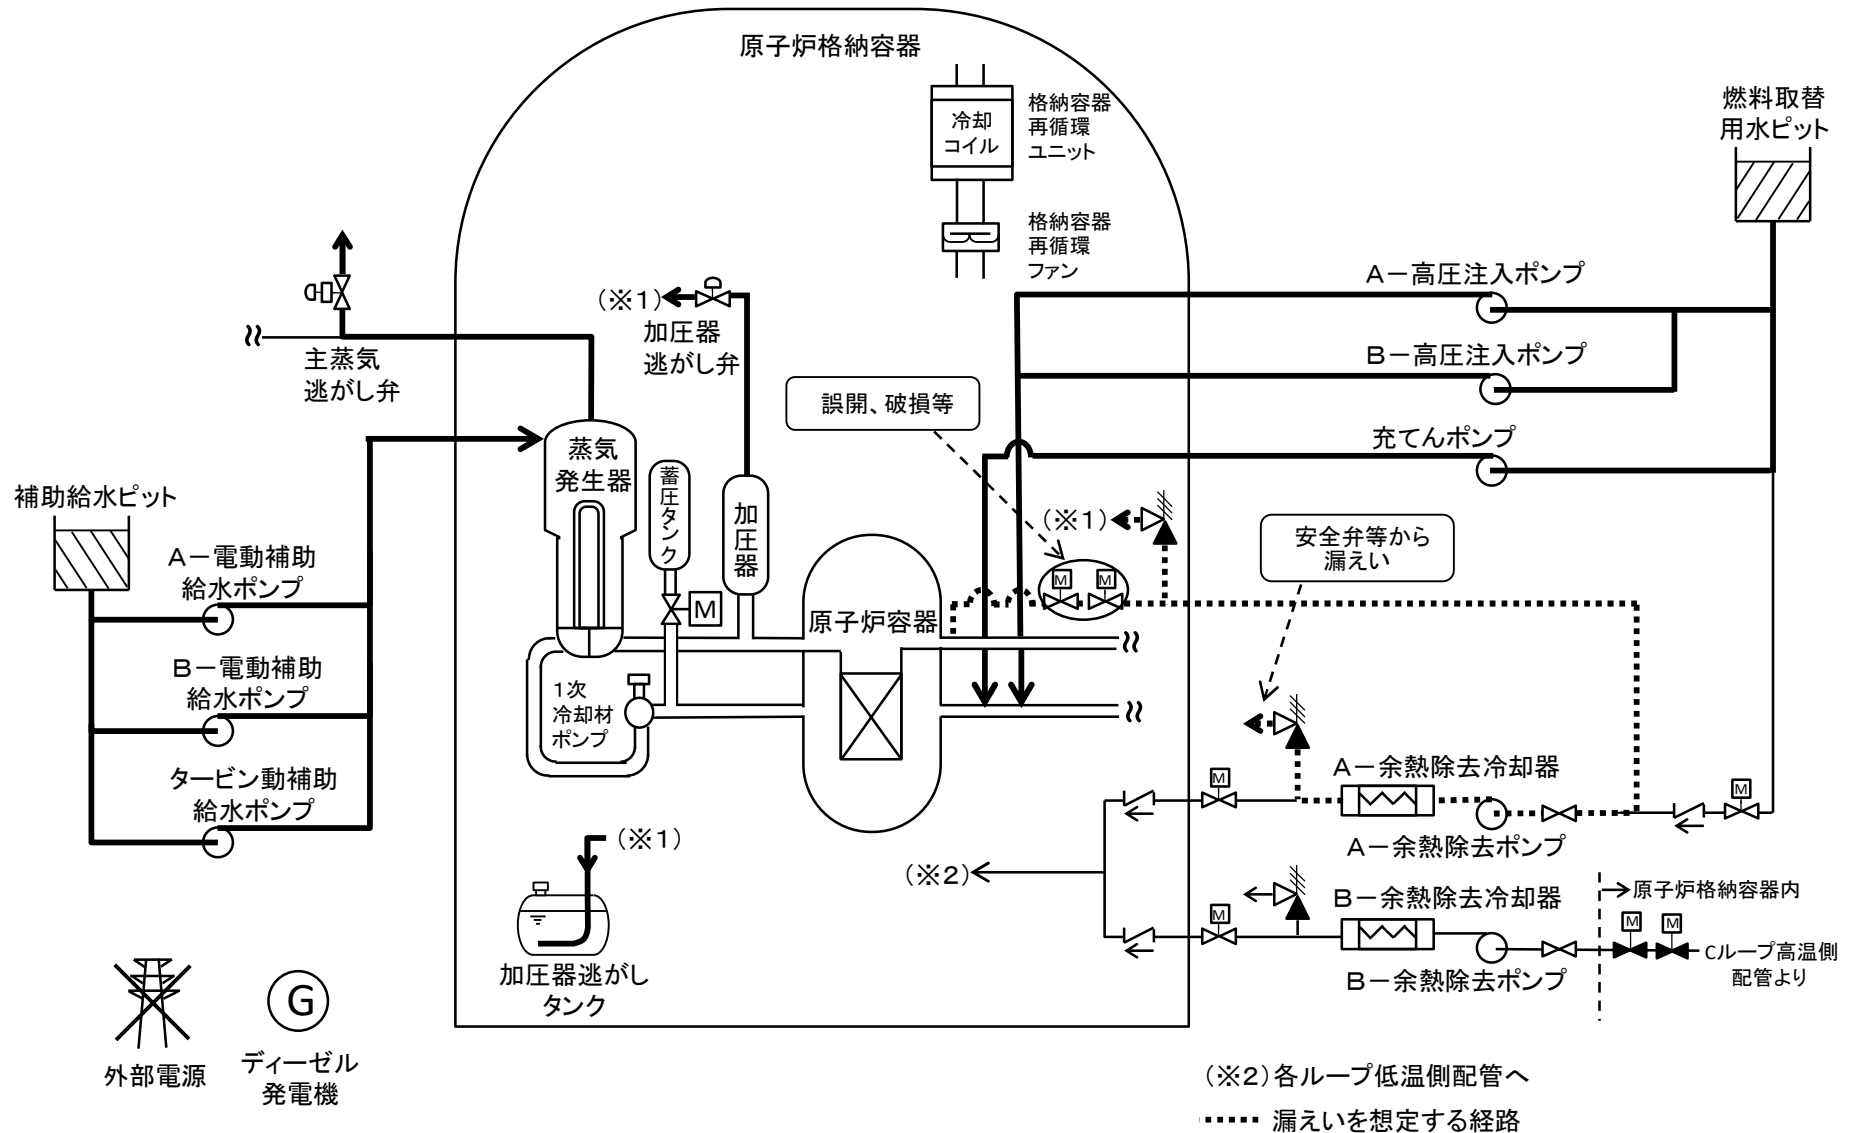 原子炉格納容器
冷却
コイル
格納容器
再循環
ユニット
格納容器
再循環
ファン
燃料取替
用水ピット
A－高圧注入ポンプ
B－高圧注入ポンプ
充てんポンプ
(※1)
加圧器
逃がし弁
主蒸気
逃がし弁
誤開、破損等
蒸気
発生器
蓄圧タンク
加圧器
M
補助給水ピット
A－電動補助
給水ポンプ
B－電動補助
給水ポンプ
タービン動補助
給水ポンプ
(※1)
M
M
安全弁等から
漏えい
原子炉容器
1次
冷却材
ポンプ
(※1)
加圧器逃がし
タンク
(※2)
M
A－余熱除去冷却器
A－余熱除去ポンプ
M
M
B－余熱除去冷却器
B－余熱除去ポンプ
原子炉格納容器内
M
M
Cループ高温側
配管より
外部電源
G
ディーゼル
発電機
(※2)各ループ低温側配管へ
漏えいを想定する経路